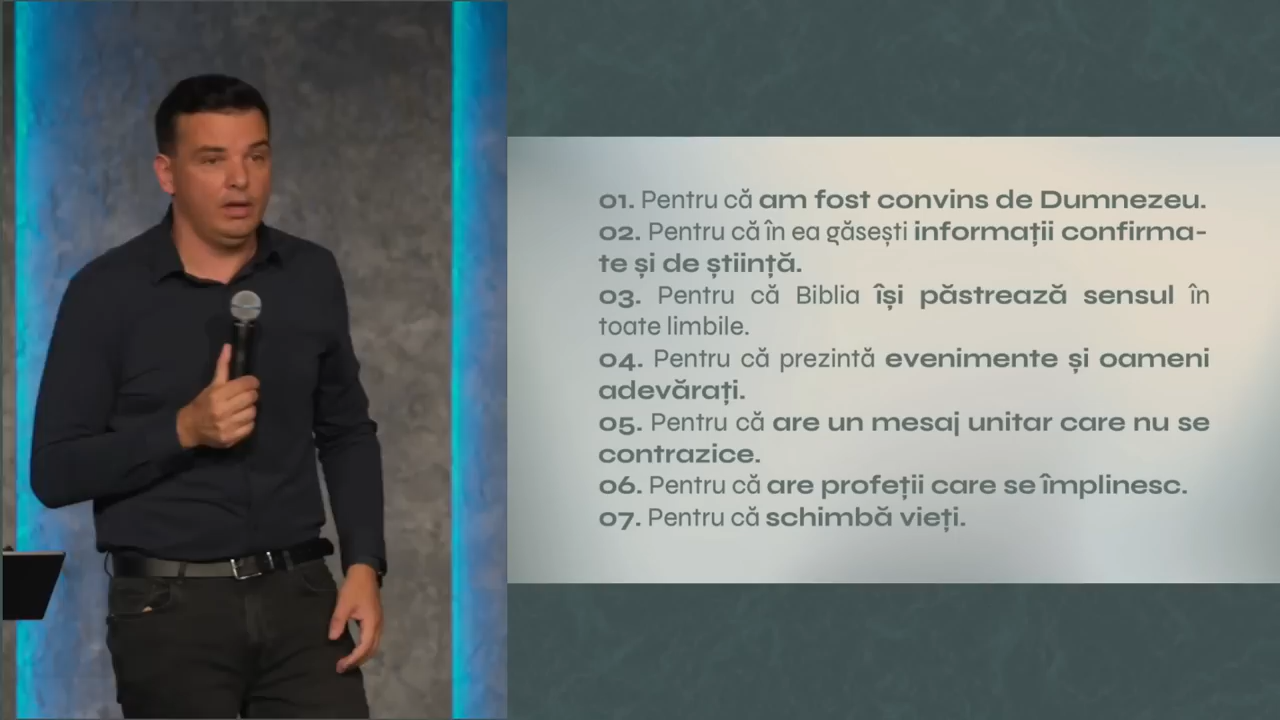 01. Pentru că am fost convins de Dumnezeu.
02. Pentru că în ea găsești informații confirma-
te și de știință.
03. Pentru că Biblia își păstrează sensul în
toate limbile.
04. Pentru că prezintă evenimente și oameni
adevărați.
05. Pentru că are un mesaj unitar care nu se
contrazice.
06. Pentru că are profeții care se împlinesc.
07. Pentru că schimbă vieți.